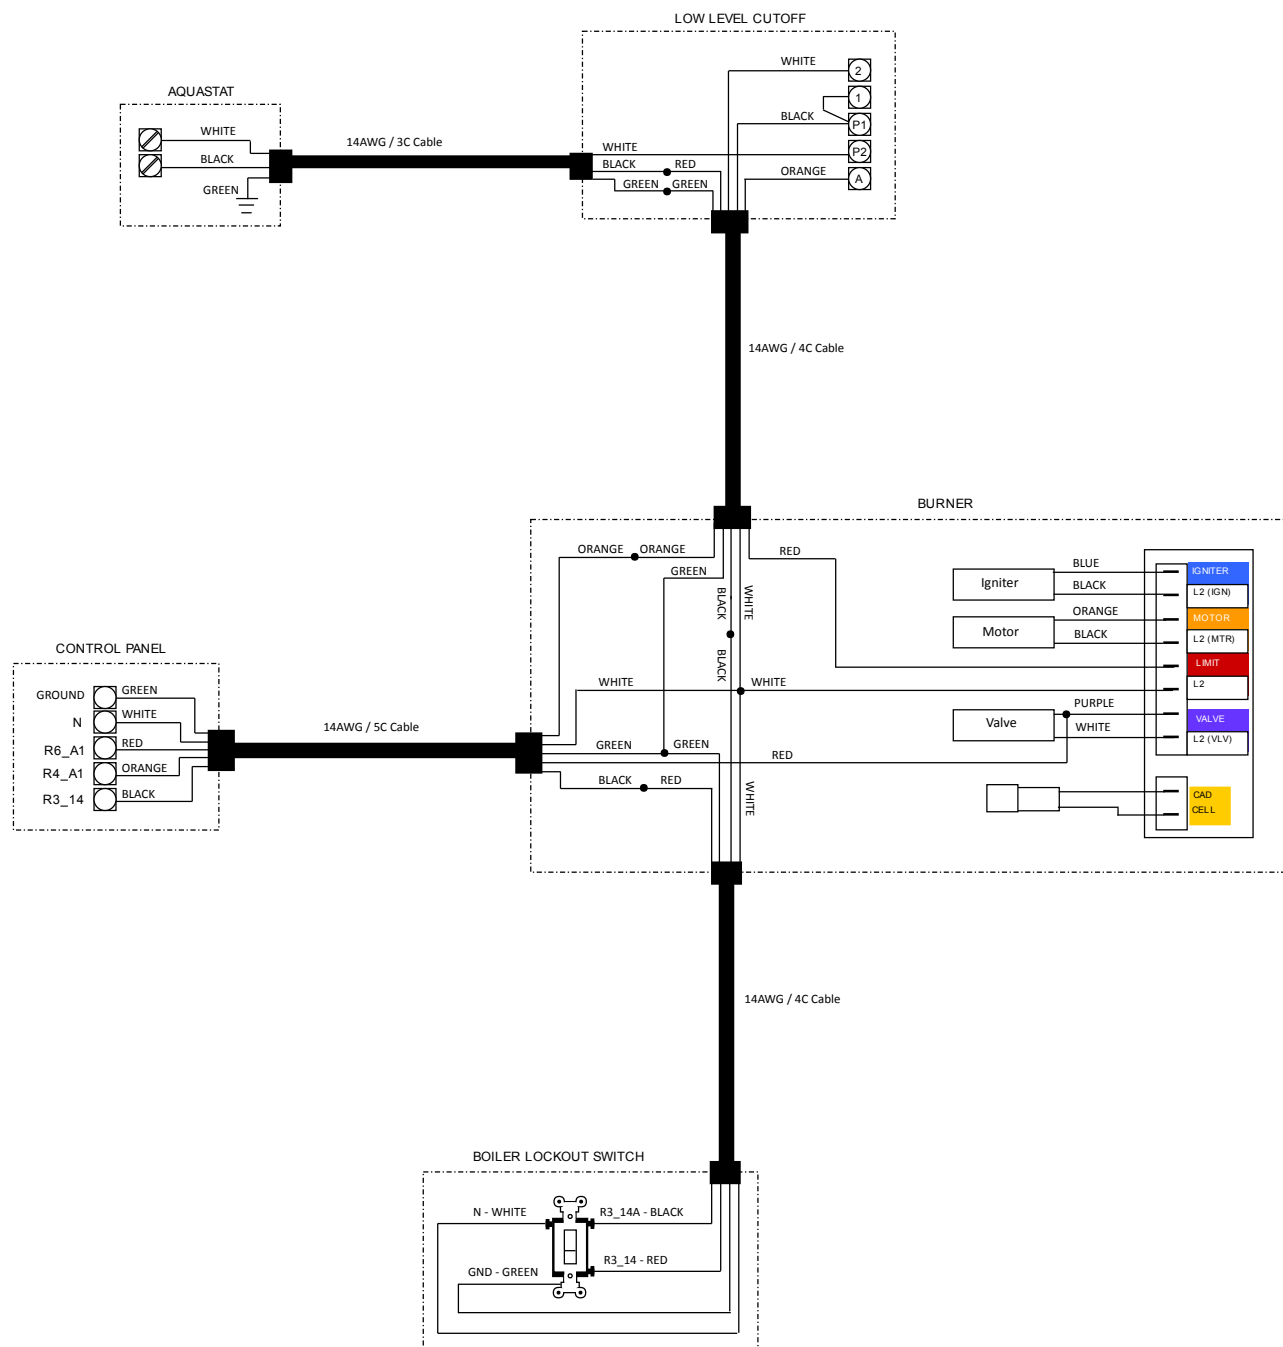 LOW LEVEL CUTOFF
WHITE
2
1
BLACK
P1
P2
ORANGE
A
AQUASTAT
WHITE
BLACK
GREEN
14AWG / 3C Cable
WHITE
BLACK RED
GREEN GREEN
14AWG / 4C Cable
BURNER
ORANGE ORANGE
RED
GREEN
BLACK
WHITE
BLACK
WHITE WHITE
GREEN GREEN
RED
BLACK RED
WHITE
Igniter
BLUE
BLACK
IGNITER
L2 (IGN)
Motor
ORANGE
BLACK
MOTOR
L2 (MTR)
LIMIT
L2
Valve
PURPLE
WHITE
VALVE
L2 (VLV)
CAD
CELL
CONTROL PANEL
GROUND GREEN
N WHITE
R6_A1 RED
R4_A1 ORANGE
R3_14 BLACK
14AWG / 5C Cable
14AWG / 4C Cable
BOILER LOCKOUT SWITCH
N - WHITE
R3_14A - BLACK
R3_14 - RED
GND - GREEN